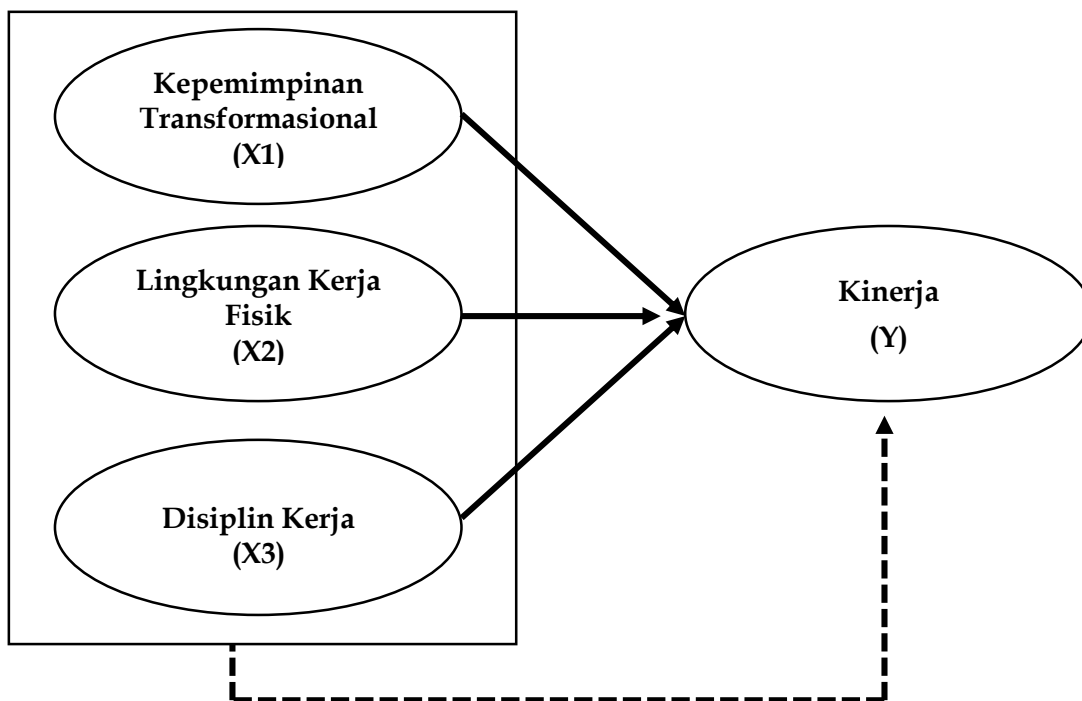 Kepemimpinan
Transformasional
(X1)
Lingkungan Kerja
Fisik
(X2)
Disiplin Kerja
(X3)
Kinerja
(Y)